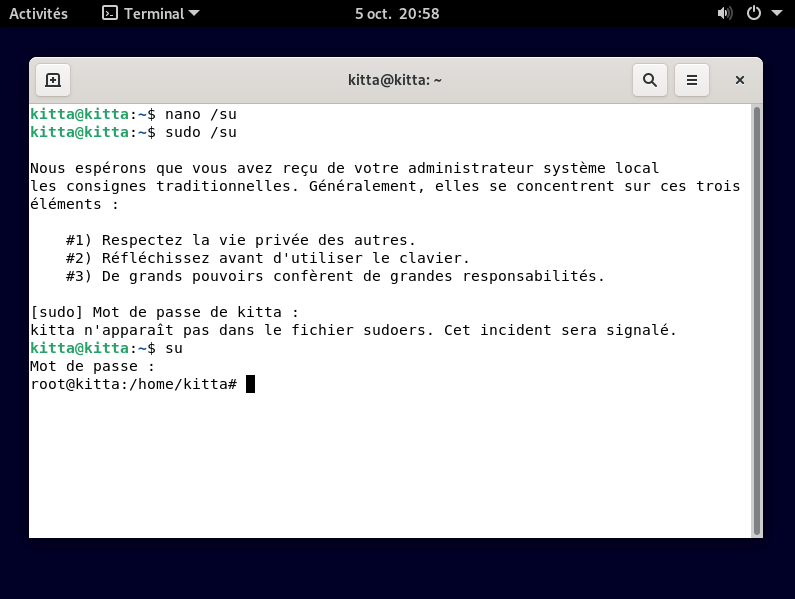 Activités Terminal 5 oct. 20:58
kitta@kitta: ~
kitta@kitta:~$ nano /su
kitta@kitta:~$ sudo /su
Nous espérons que vous avez reçu de votre administrateur système local
les consignes traditionnelles. Généralement, elles se concentrent sur ces trois
éléments :
#1) Respectez la vie privée des autres.
#2) Réfléchissez avant d'utiliser le clavier.
#3) De grands pouvoirs confèrent de grandes responsabilités.
[sudo] Mot de passe de kitta :
kitta n'apparaît pas dans le fichier sudoers. Cet incident sera signalé.
kitta@kitta:~$ su
Mot de passe :
root@kitta:/home/kitta#